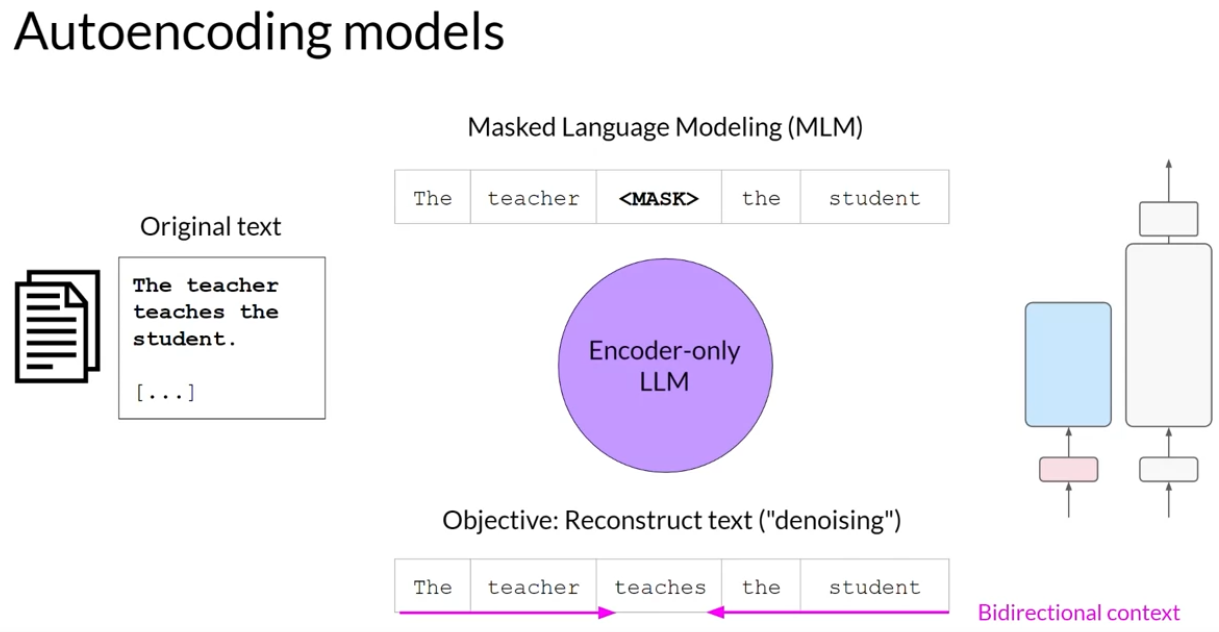 Autoencoding models
Masked Language Modeling (MLM)
The teacher <MASK> the student
Original text
The teacher
teaches the
student.
[...]
Encoder-only
LLM
Objective: Reconstruct text ("denoising")
The teacher teaches the student
Bidirectional context